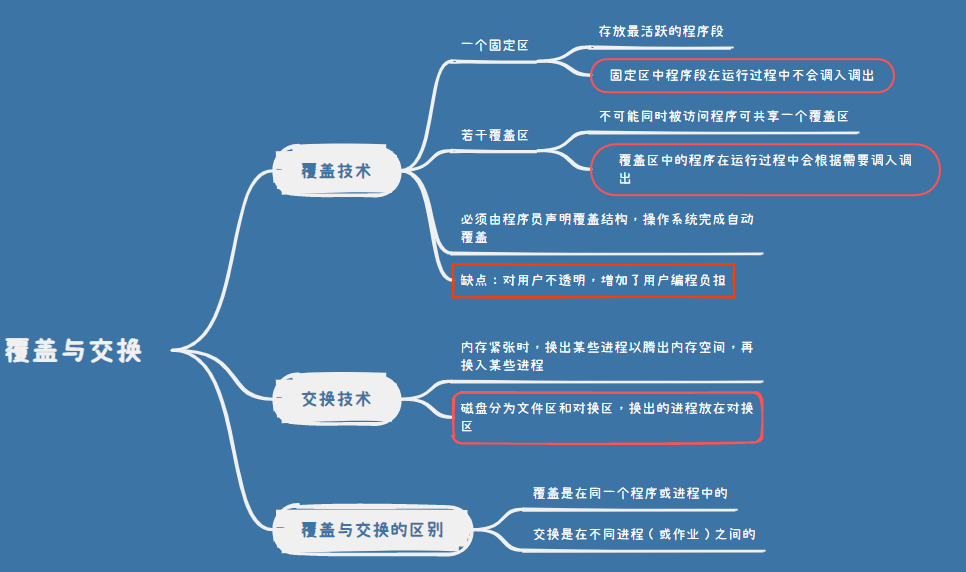 覆盖与交换
覆盖技术
一个固定区
存放最活跃的程序段
固定区中程序段在运行过程中不会调入调出
若干覆盖区
不可能同时被访问程序可共享一个覆盖区
覆盖区中的程序在运行过程中会根据需要调入调
出
必须由程序员声明覆盖结构，操作系统完成自动
覆盖
缺点：对用户不透明，增加了用户编程负担
交换技术
内存紧张时，换出某些进程以腾出内存空间，再
换入某些进程
磁盘分为文件区和对换区，换出的进程放在对换
区
覆盖与交换的区别
覆盖是在同一个程序或进程中的
交换是在不同进程（或作业）之间的